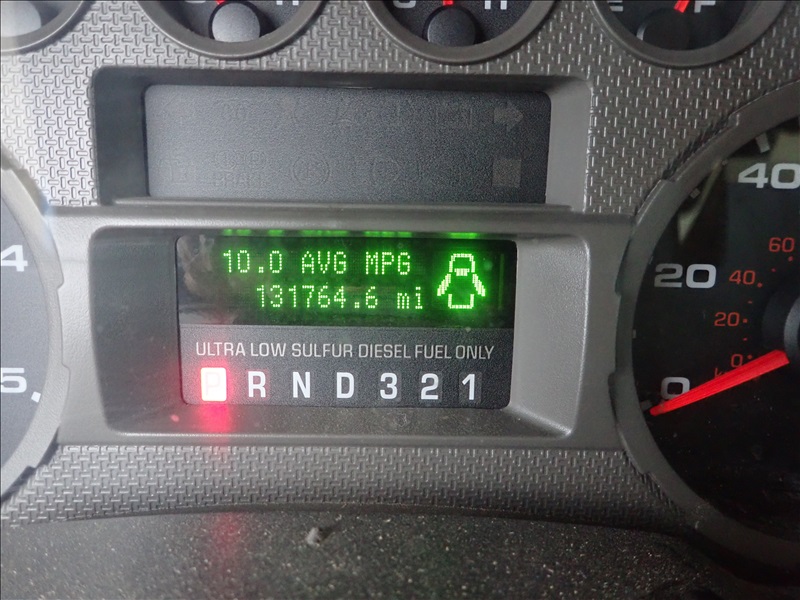 H
H
E F
40
10.0 AVG MPG
131764.6 mi
4
20
60
40
20
0
ULTRA LOW SULFUR DIESEL FUEL ONLY
P R N D 3 2 1
5
0